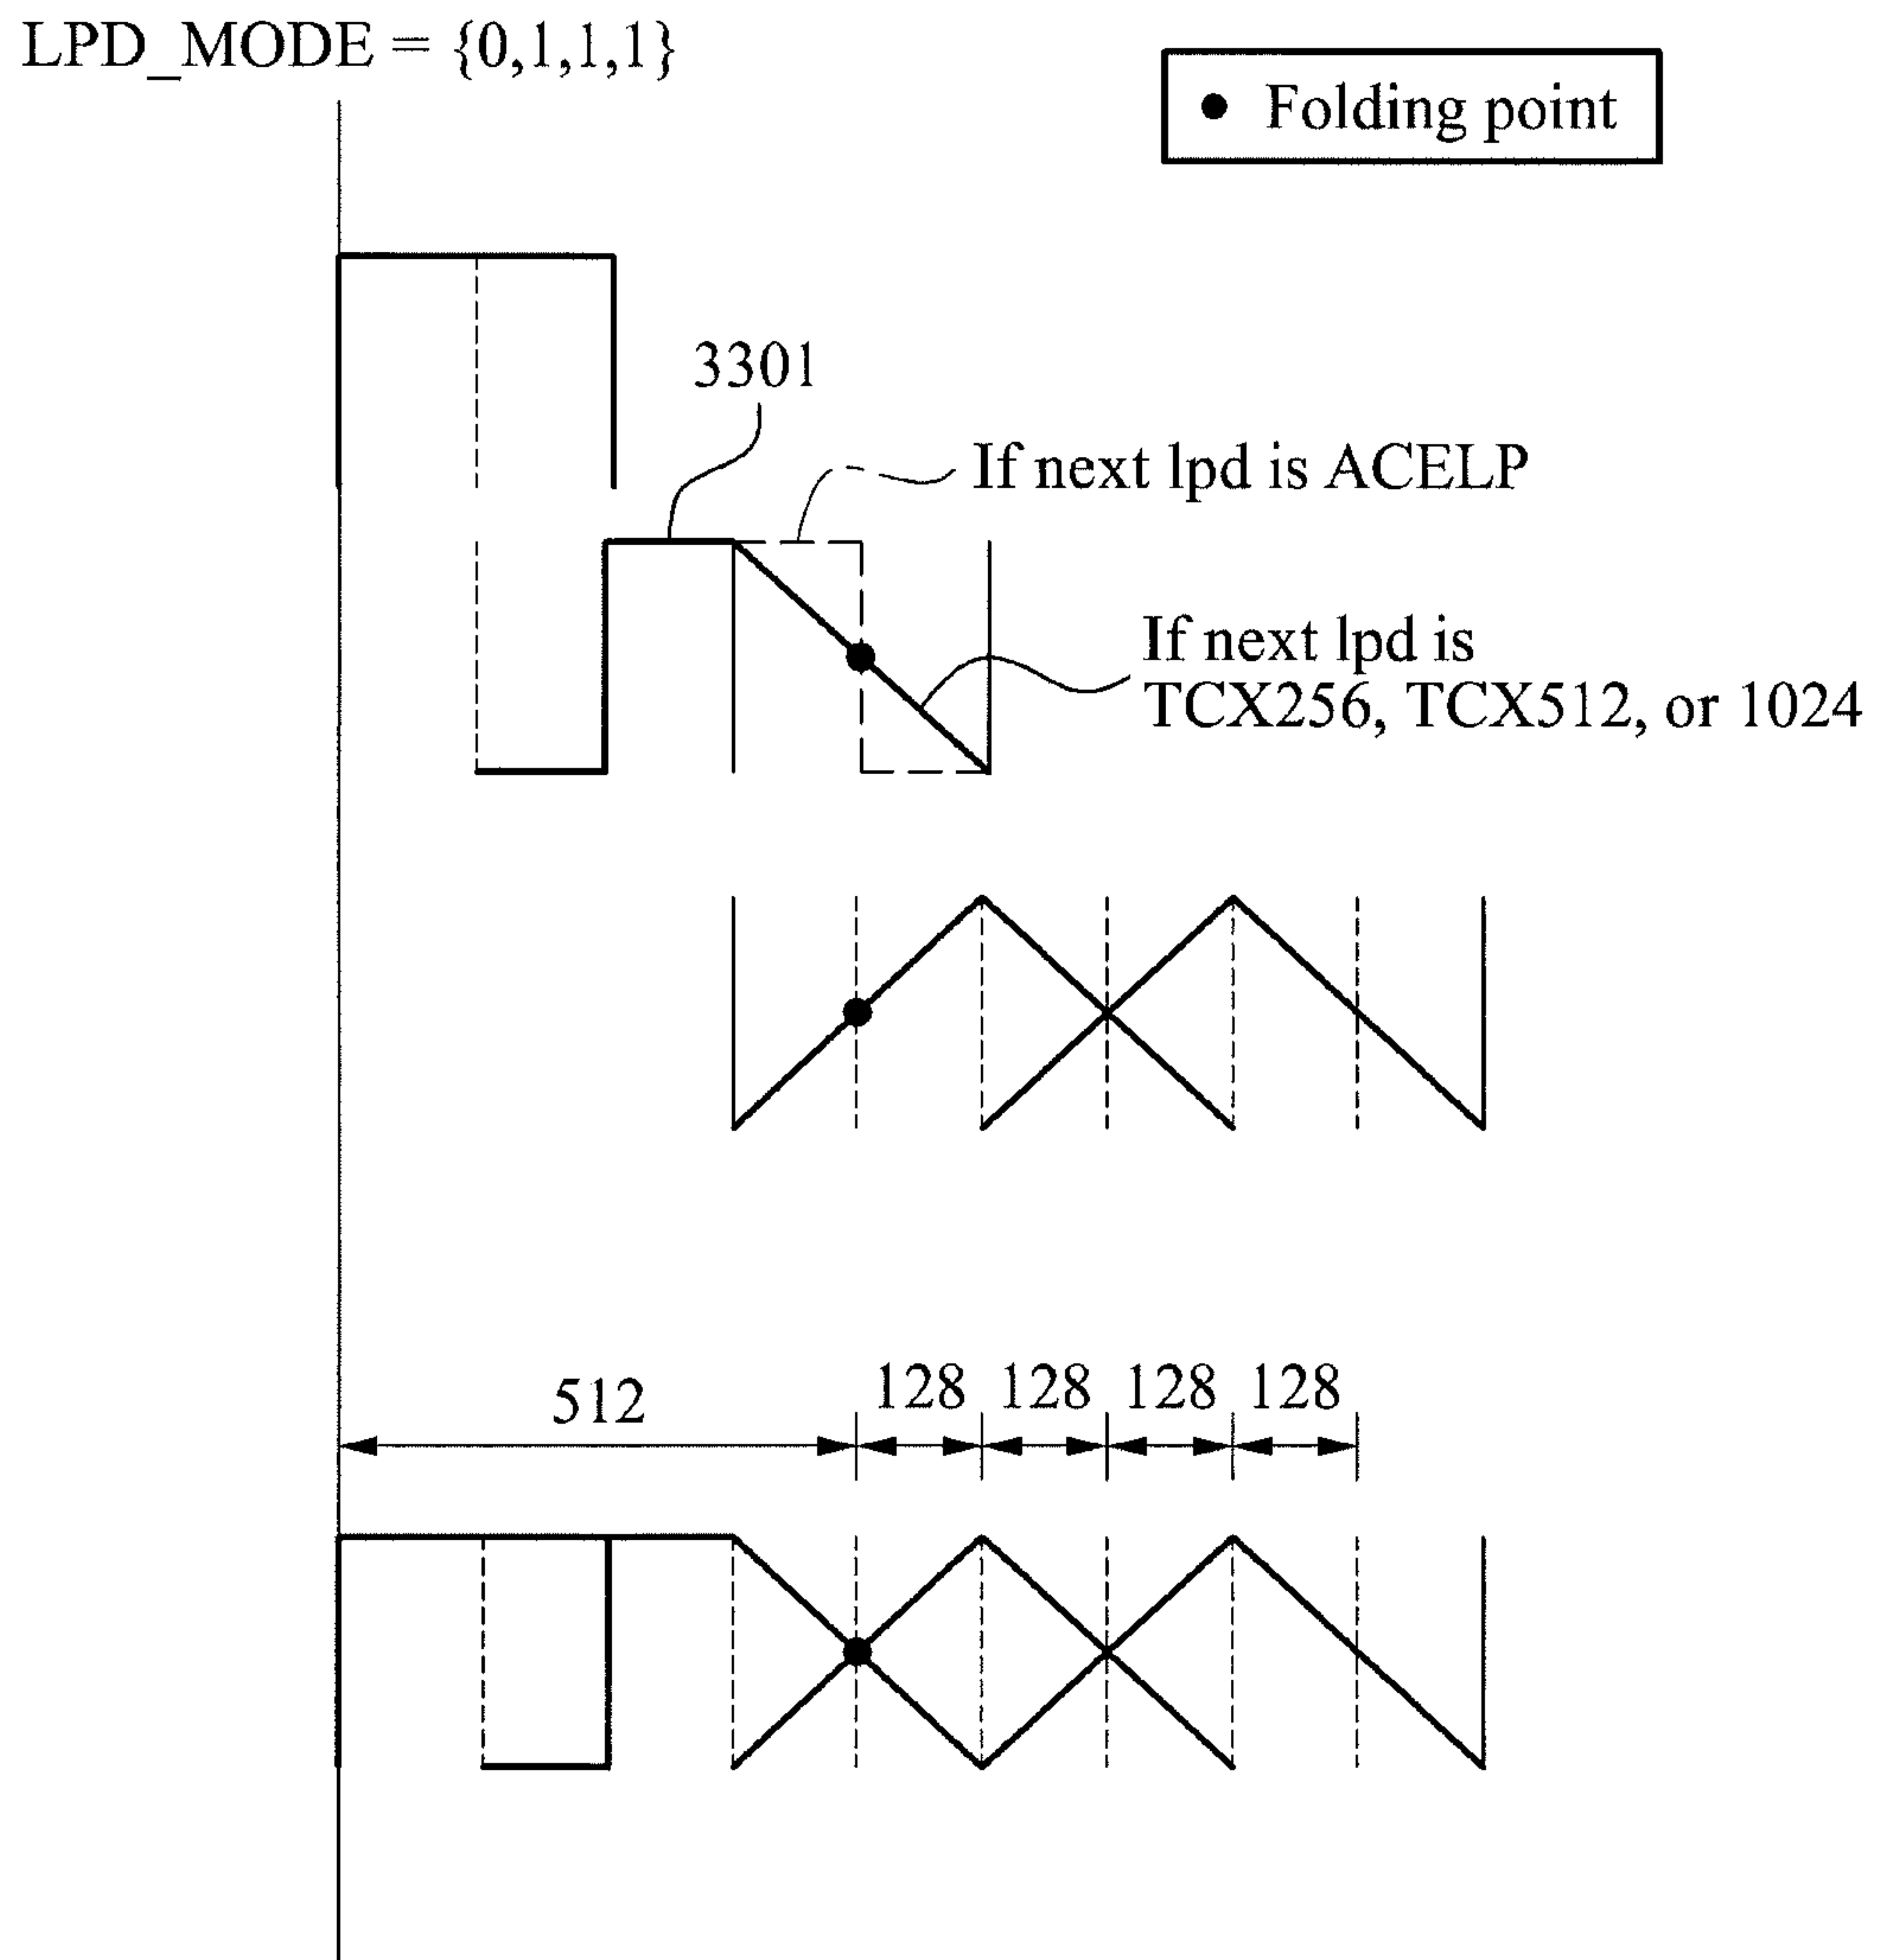 LPD_MODE = {0,1,1,1}
● Folding point
3301
If next lpd is ACELP
If next lpd is
TCX256, TCX512, or 1024
512
128
128
128
128